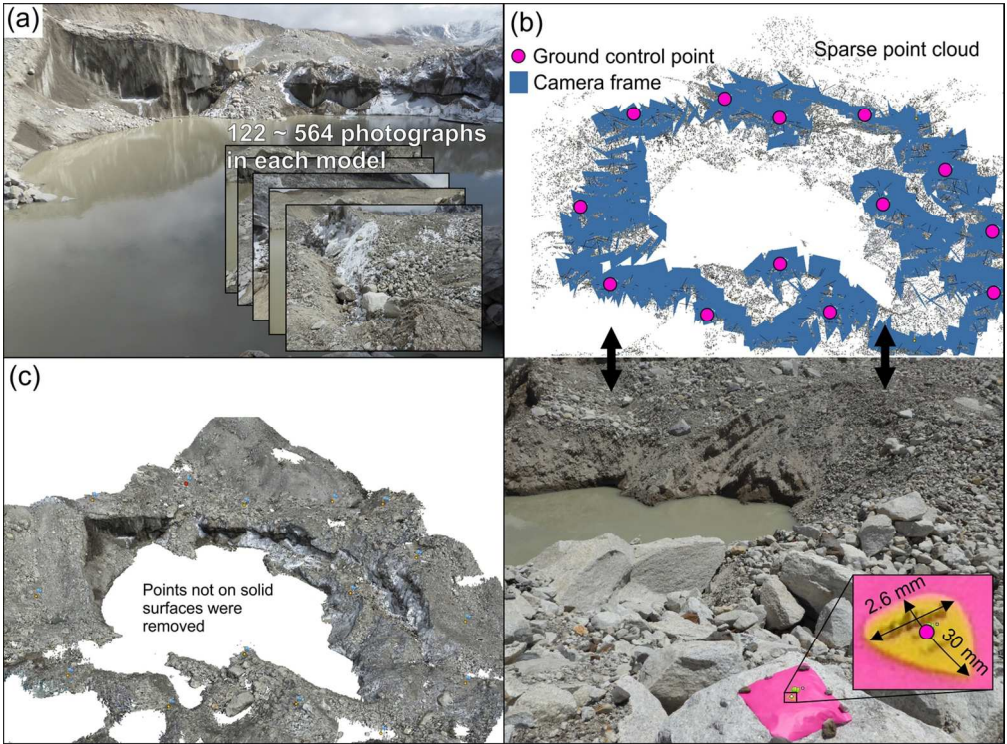 (a)
122 ~ 564 photographs
in each model
(b)
Sparse point cloud
Ground control point
Camera frame
(c)
Points not on solid
surfaces were
removed
2.6 mm
30 mm